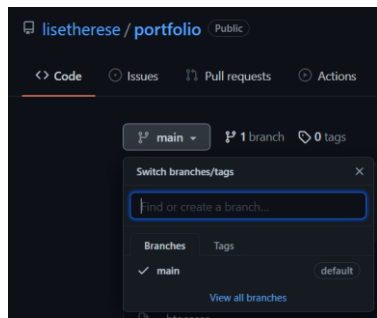 lisetherese / portfolio Public
<> Code Issues Pull requests Actions
main 1 branch 0 tags
Switch branches/tags
Find or create a branch...
Branches Tags
main default
View all branches